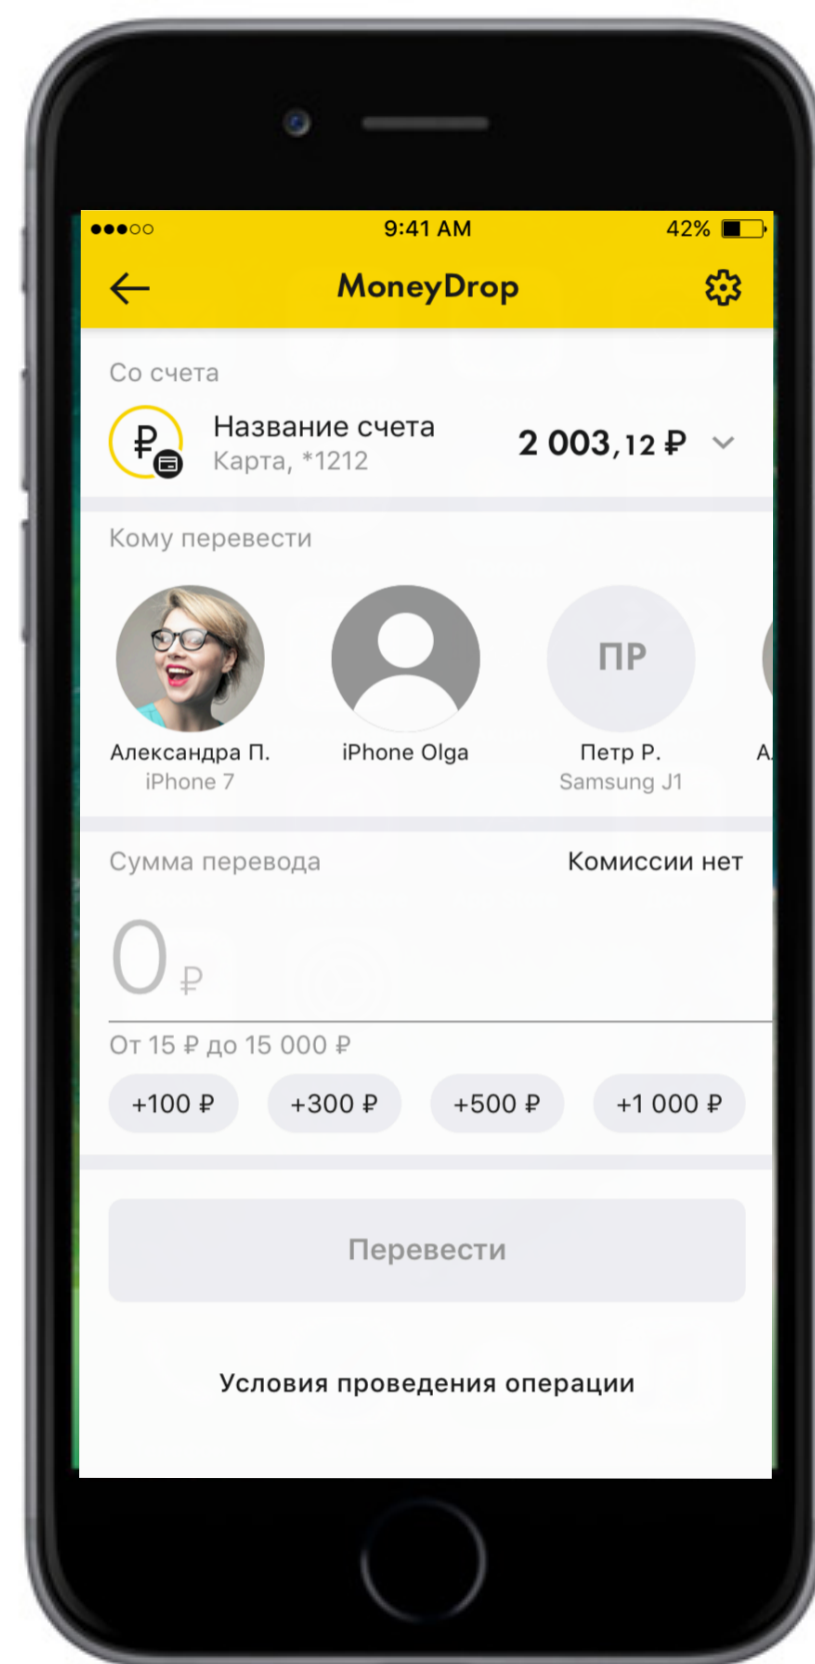 9:41 AM 42%
MoneyDrop
Со счета
Название счета 2 003,12 ₽
Карта, *1212
Кому перевести
ПР
Александра П. iPhone Olga Петр Р. А.
iPhone 7 Samsung J1
Сумма перевода Комиссии нет
0 ₽
От 15 ₽ до 15 000 ₽
+100 ₽ +300 ₽ +500 ₽ +1 000 ₽
Перевести
Условия проведения операции